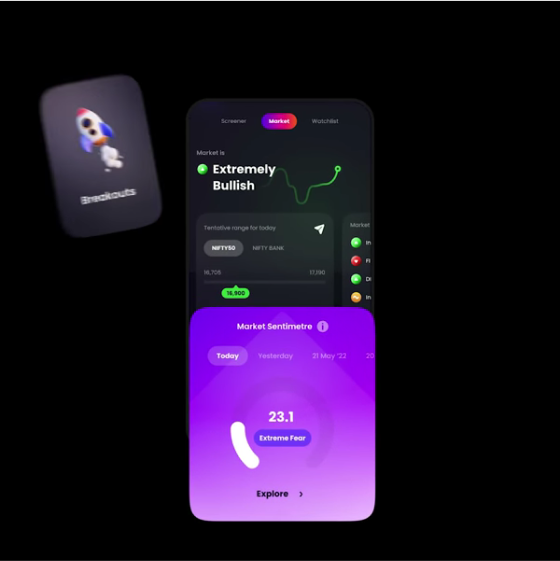 Breakouts
Screener Market Watchlist
Market is
Extremely
Bullish
Tentative range for today
NIFTY50 NIFTY BANK
16,705 17,190
16,900
Market
In
FI
DI
In
Market Sentimetre i
Today Yesterday 21 May '22 20
23.1
Extreme Fear
Explore